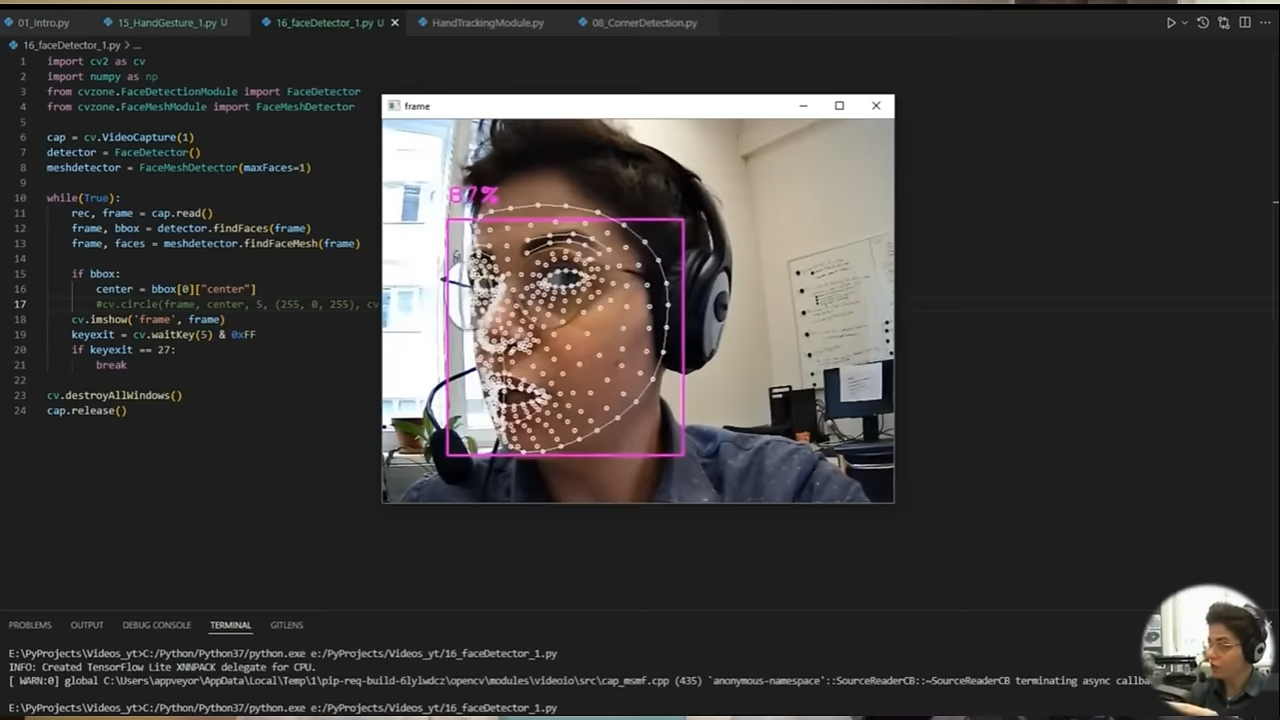 01_Intro.py
15_HandGesture_1.py U
16_faceDetector_1.py U
HandTrackingModule.py
08_CornerDetection.py
16_faceDetector_1.py > ...
1 import cv2 as cv
2 import numpy as np
3 from cvzone.FaceDetectionModule import FaceDetector
4 from cvzone.FaceMeshModule import FaceMeshDetector
5
6 cap = cv.VideoCapture(1)
7 detector = FaceDetector()
8 meshdetector = FaceMeshDetector(maxFaces=1)
9
10 while(True):
11 rec, frame = cap.read()
12 frame, bbox = detector.findFaces(frame)
13 frame, faces = meshdetector.findFaceMesh(frame)
14
15 if bbox:
16 center = bbox[0]["center"]
17 #cv.circle(frame, center, 5, (255, 0, 255), cv
18 cv.imshow('frame', frame)
19 keyexit = cv.waitKey(5) & 0xFF
20 if keyexit == 27:
21 break
22
23 cv.destroyAllWindows()
24 cap.release()
frame
87%
PROBLEMS OUTPUT DEBUG CONSOLE TERMINAL GITLENS
E:\PyProjects\Videos_yt>C:/Python/Python37/python.exe e:/PyProjects/Videos_yt/16_faceDetector_1.py
INFO: Created TensorFlow Lite XNNPACK delegate for CPU.
[ WARN:0] global C:\Users\appveyor\AppData\Local\Temp\1\pip-req-build-6lylwdcz\opencv\modules\videoio\src\cap_msmf.cpp (435) `anonymous-namespace'::SourceReaderCB::~SourceReaderCB terminating async callba
E:\PyProjects\Videos_yt>C:/Python/Python37/python.exe e:/PyProjects/Videos_yt/16_faceDetector_1.py